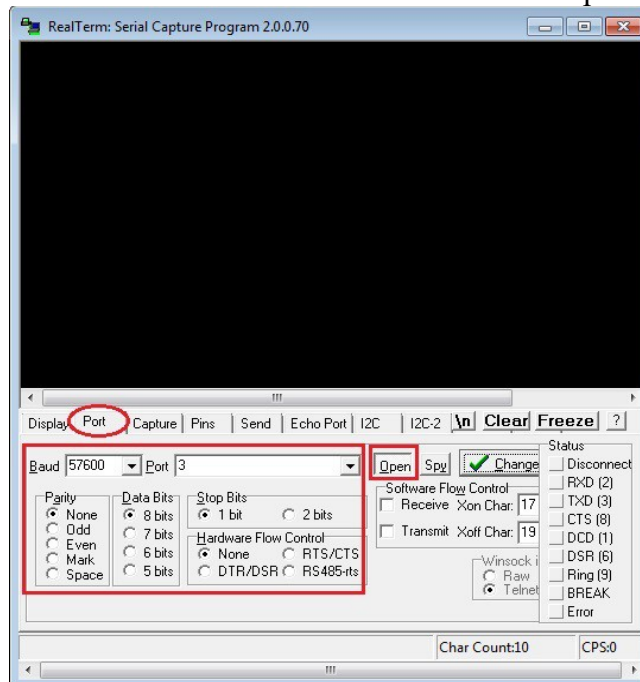 RealTerm: Serial Capture Program 2.0.0.70
Display Port Capture Pins Send Echo Port I2C I2C-2 \n Clear Freeze ?
Baud 57600 Port 3 Open Spy Change
Parity
None
Odd
Even
Mark
Space
Data Bits
8 bits
7 bits
6 bits
5 bits
Stop Bits
1 bit 2 bits
Hardware Flow Control
None RTS/CTS
DTR/DSR RS485-rts
Software Flow Control
Receive Xon Char: 17
Transmit Xoff Char: 19
Winsock i
Raw
Telnet
Status
Disconnect
RXD (2)
TXD (3)
CTS (8)
DCD (1)
DSR (6)
Ring (9)
BREAK
Error
Char Count:10 CPS:0